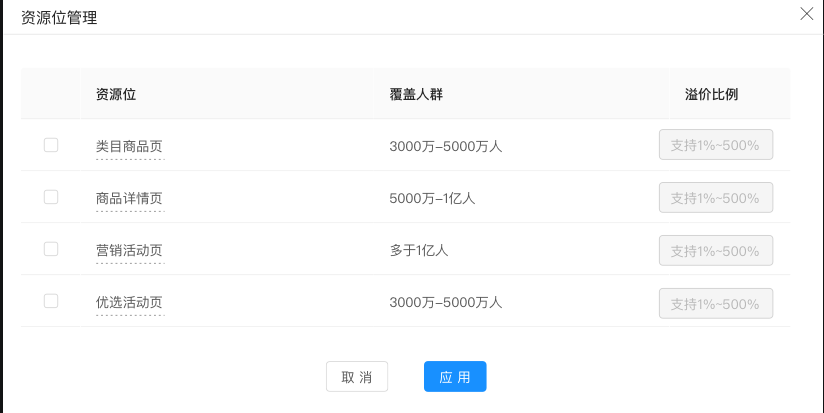 资源位管理
资源位 覆盖人群 溢价比例
类目商品页 3000万-5000万人 支持1%~500%
商品详情页 5000万-1亿人 支持1%~500%
营销活动页 多于1亿人 支持1%~500%
优选活动页 3000万-5000万人 支持1%~500%
取 消 应 用